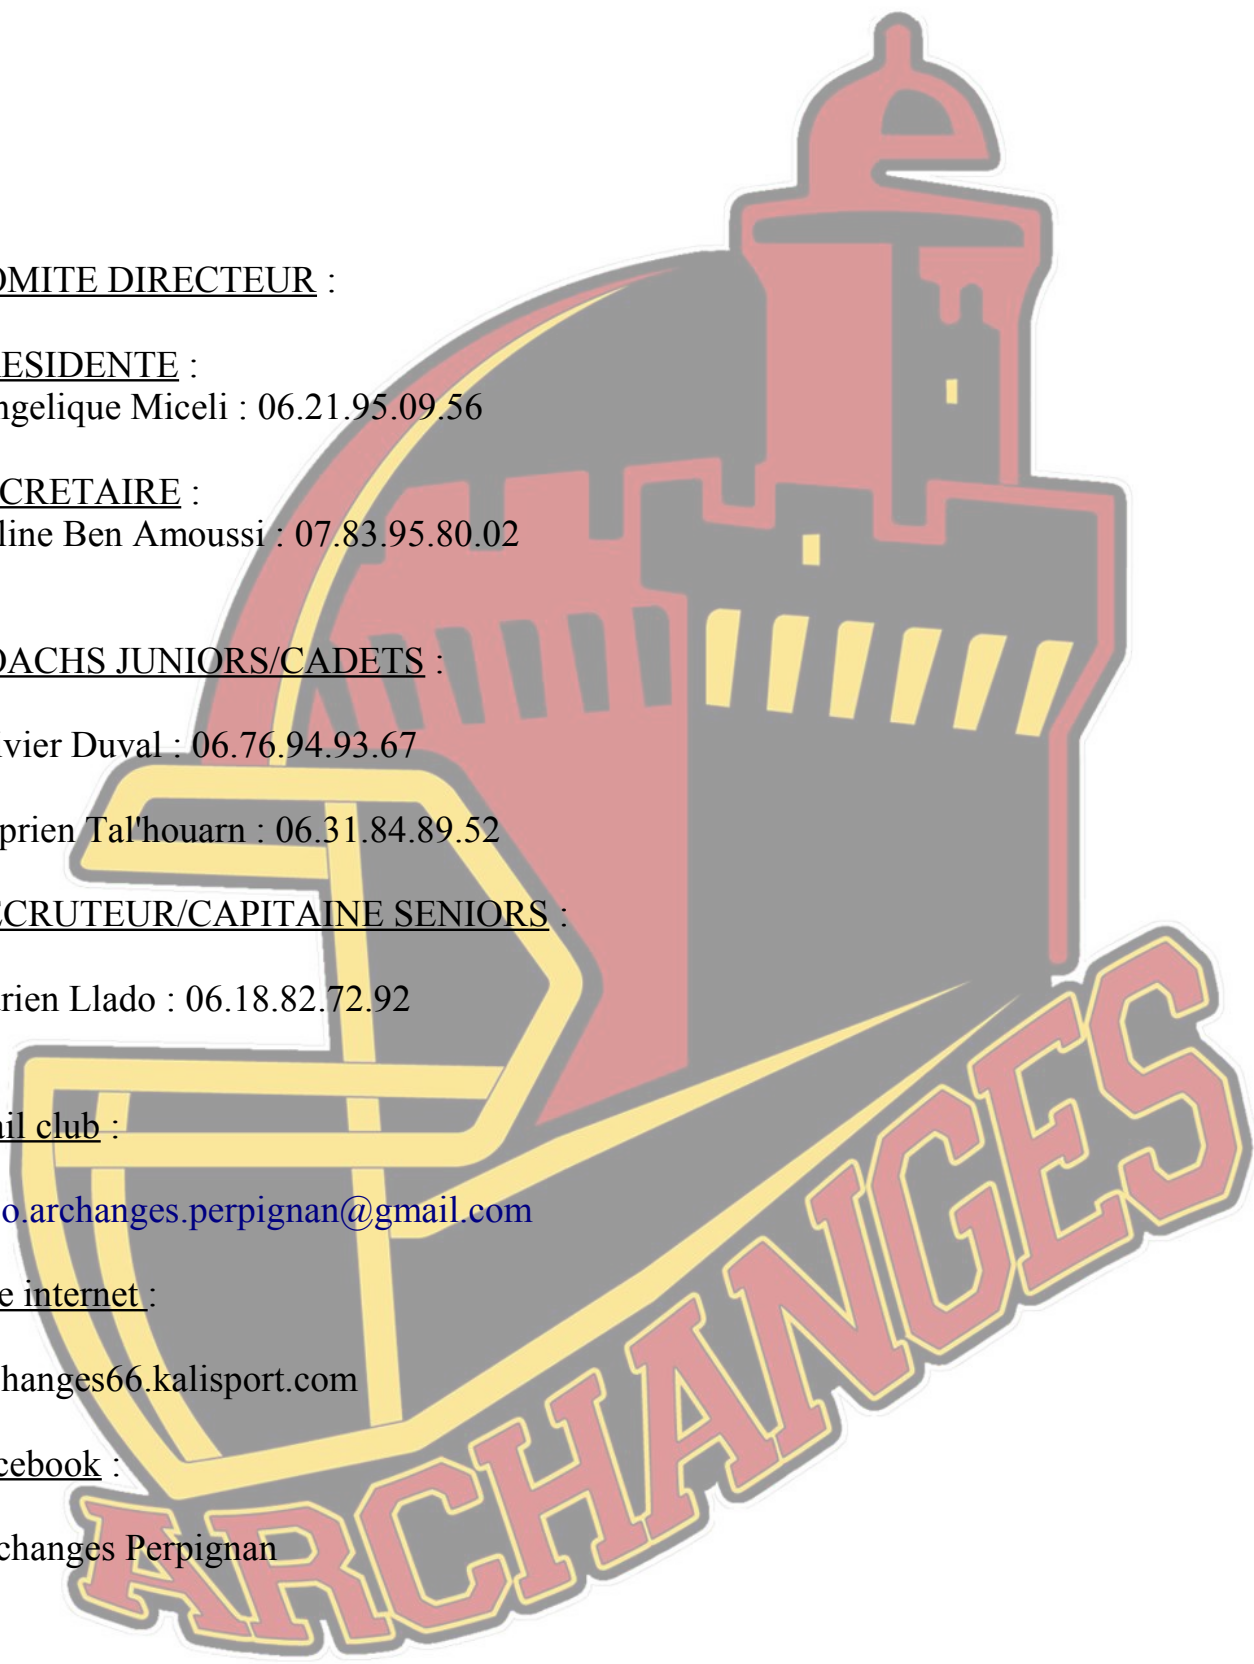 OMITE DIRECTEUR :
ESIDENTE :
ngelique Miceli : 06.21.95.09.56
CRETAIRE :
line Ben Amoussi : 07.83.95.80.02
OACHS JUNIORS/CADETS :
ivier Duval : 06.76.94.93.67
prien Tal'houarn : 06.31.84.89.52
ECRUTEUR/CAPITAINE SENIORS :
rien Llado : 06.18.82.72.92
ail club :
o.archanges.perpignan@gmail.com
e internet :
hanges66.kalisport.com
cebook :
changes Perpignan
ARCHANGES